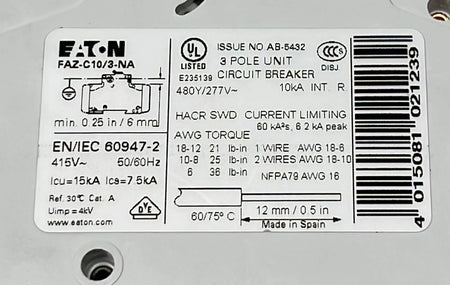 EATON
FAZ-C10/3-NA
min. 0.25 in / 6 mm
EN/IEC 60947-2
415V~ 50/60Hz
Icu=15kA Ics=7.5kA
Ref. 30°C Cat. A
Uimp=4kV
www.eaton.com
DVE
UL
LISTED
E235139
ISSUE NO AB-5432
3 POLE UNIT
CIRCUIT BREAKER
CCC
DISJ
480Y/277V~ 10kA INT. R.
HACR SWD CURRENT LIMITING
60 kA²s, 6.2 kA peak
AWG TORQUE
18-12 21 lb-in 1 WIRE AWG 18-6
10-8 25 lb-in 2 WIRES AWG 18-10
6 36 lb-in NFPA79 AWG 16
60/75° C 12 mm / 0.5 in
Made in Spain
4 015081 021239